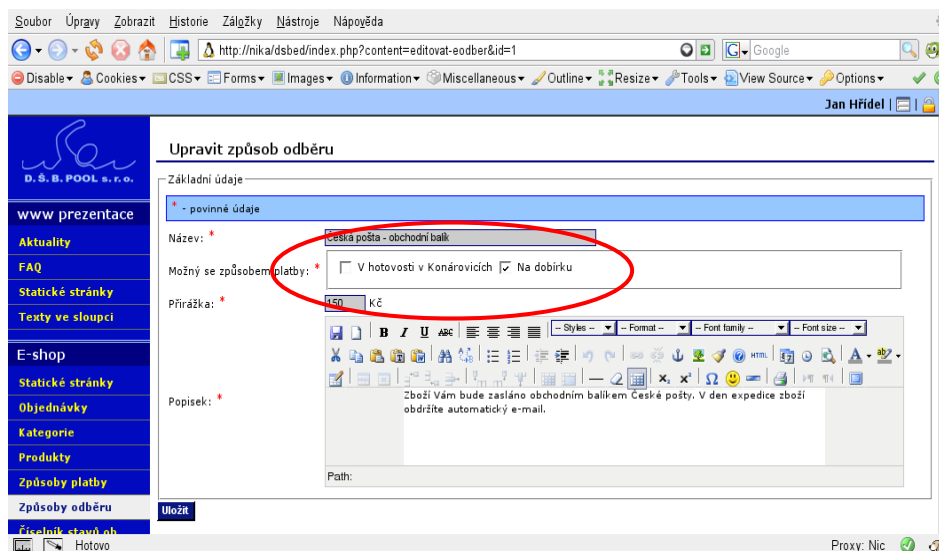 Soubor Úpravy Zobrazit Historie Záložky Nástroje Nápověda
http://nika/dsbed/index.php?content=editovat-eodber&id=1 Google
Disable Cookies CSS Forms Images Information Miscellaneous Outline Resize Tools View Source Options
Jan Hřídel | |
D.Š.B. POOL s.r.o.
www prezentace
Aktuality
FAQ
Statické stránky
Texty ve sloupci
E-shop
Statické stránky
Objednávky
Kategorie
Produkty
Způsoby platby
Způsoby odběru
Číselník stavů ob
Upravit způsob odběru
Základní údaje
* - povinné údaje
Název: * Česká pošta - obchodní balík
Možný se způsobem platby: * V hotovosti v Konárovicích Na dobírku
Přirážka: * 150 Kč
B I U ABC -- Styles -- -- Format -- -- Font family -- -- Font size --
HTML A ab
x₂ x² Ω
Popisek: *
Zboží Vám bude zasláno obchodním balíkem České pošty. V den expedice zboží
obdržíte automatický e-mail.
Path:
Uložit
Hotovo Proxy: Nic